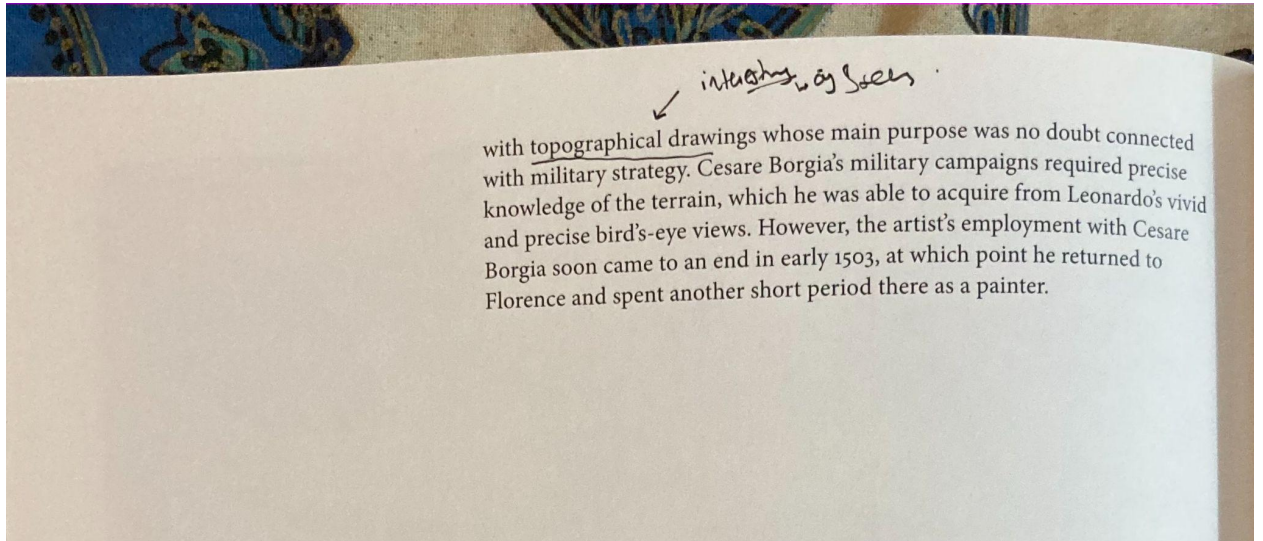 interesting
with topographical drawings whose main purpose was no doubt connected
with military strategy. Cesare Borgia's military campaigns required precise
knowledge of the terrain, which he was able to acquire from Leonardo's vivid
and precise bird's-eye views. However, the artist's employment with Cesare
Borgia soon came to an end in early 1503, at which point he returned to
Florence and spent another short period there as a painter.